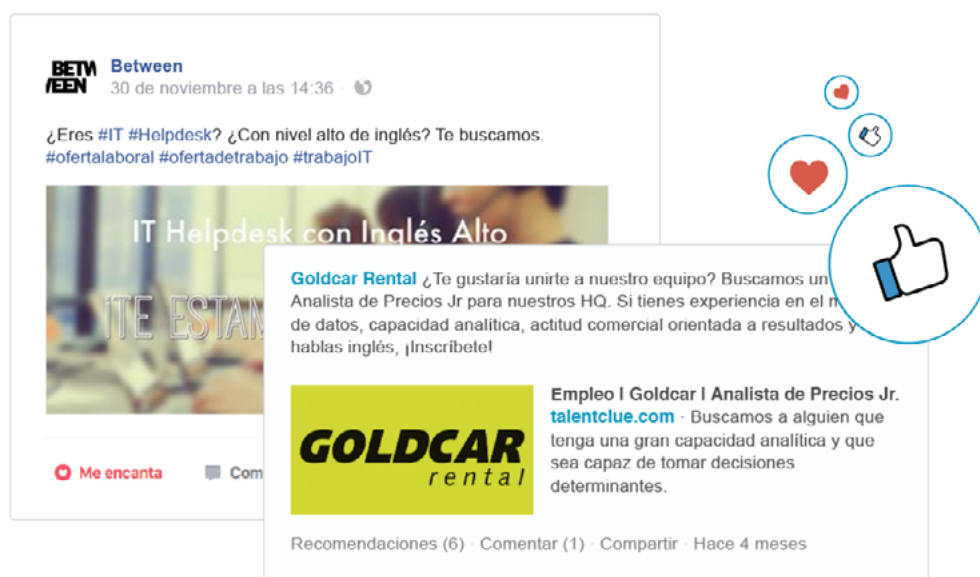 BETW
/EEN
Between
30 de noviembre a las 14:36 ·
¿Eres #IT #Helpdesk? ¿Con nivel alto de inglés? Te buscamos.
#ofertalaboral #ofertadetrabajo #trabajoIT
IT Helpdesk con Inglés Alto
¡TE ESTAM
Me encanta
Com
Goldcar Rental ¿Te gustaría unirte a nuestro equipo? Buscamos un
Analista de Precios Jr para nuestros HQ. Si tienes experiencia en el
de datos, capacidad analítica, actitud comercial orientada a resultados y
hablas inglés, ¡Inscríbete!
GOLDCAR
rental
Empleo I Goldcar I Analista de Precios Jr.
talentclue.com · Buscamos a alguien que
tenga una gran capacidad analítica y que
sea capaz de tomar decisiones
determinantes.
Recomendaciones (6) · Comentar (1) · Compartir · Hace 4 meses